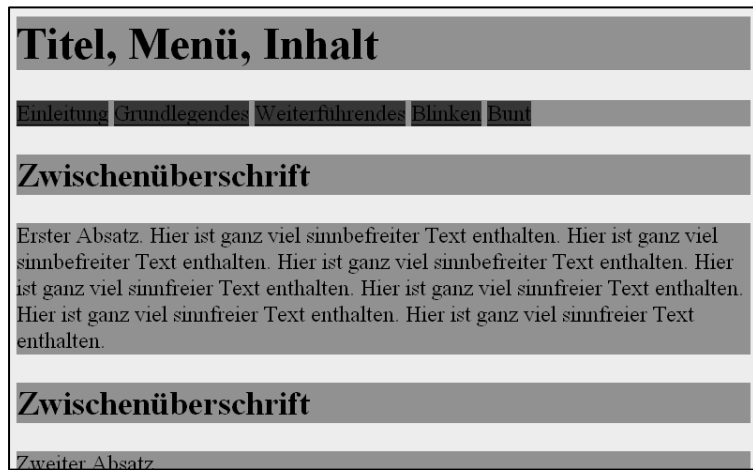 Titel, Menü, Inhalt
Einleitung Grundlegendes Weiterführendes Blinken Bunt
Zwischenüberschrift
Erster Absatz. Hier ist ganz viel sinnbefreiter Text enthalten. Hier ist ganz viel
sinnbefreiter Text enthalten. Hier ist ganz viel sinnbefreiter Text enthalten. Hier
ist ganz viel sinnfreier Text enthalten. Hier ist ganz viel sinnfreier Text enthalten.
Hier ist ganz viel sinnfreier Text enthalten. Hier ist ganz viel sinnfreier Text
enthalten.
Zwischenüberschrift
Zweiter Absatz